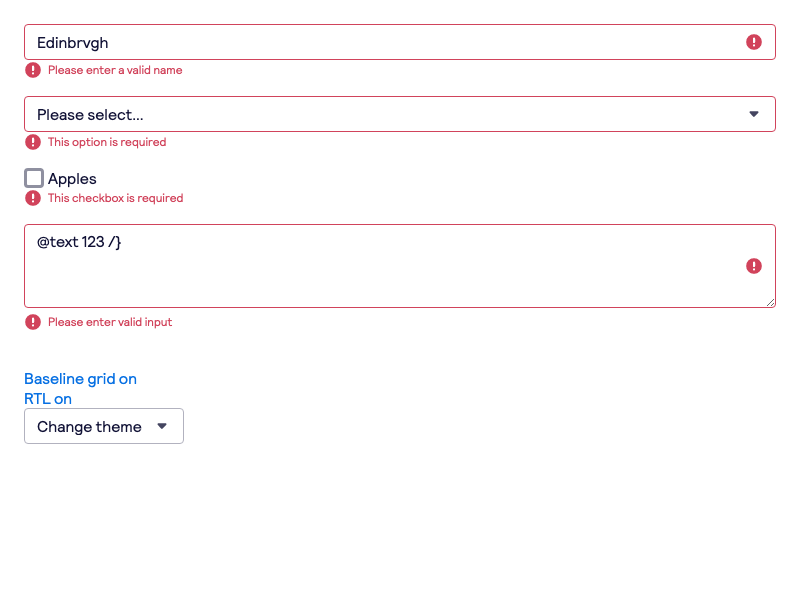 Edinbrvgh
Please enter a valid name
Please select...
This option is required
Apples
This checkbox is required
@text 123 /}
Please enter valid input
Baseline grid on
RTL on
Change theme